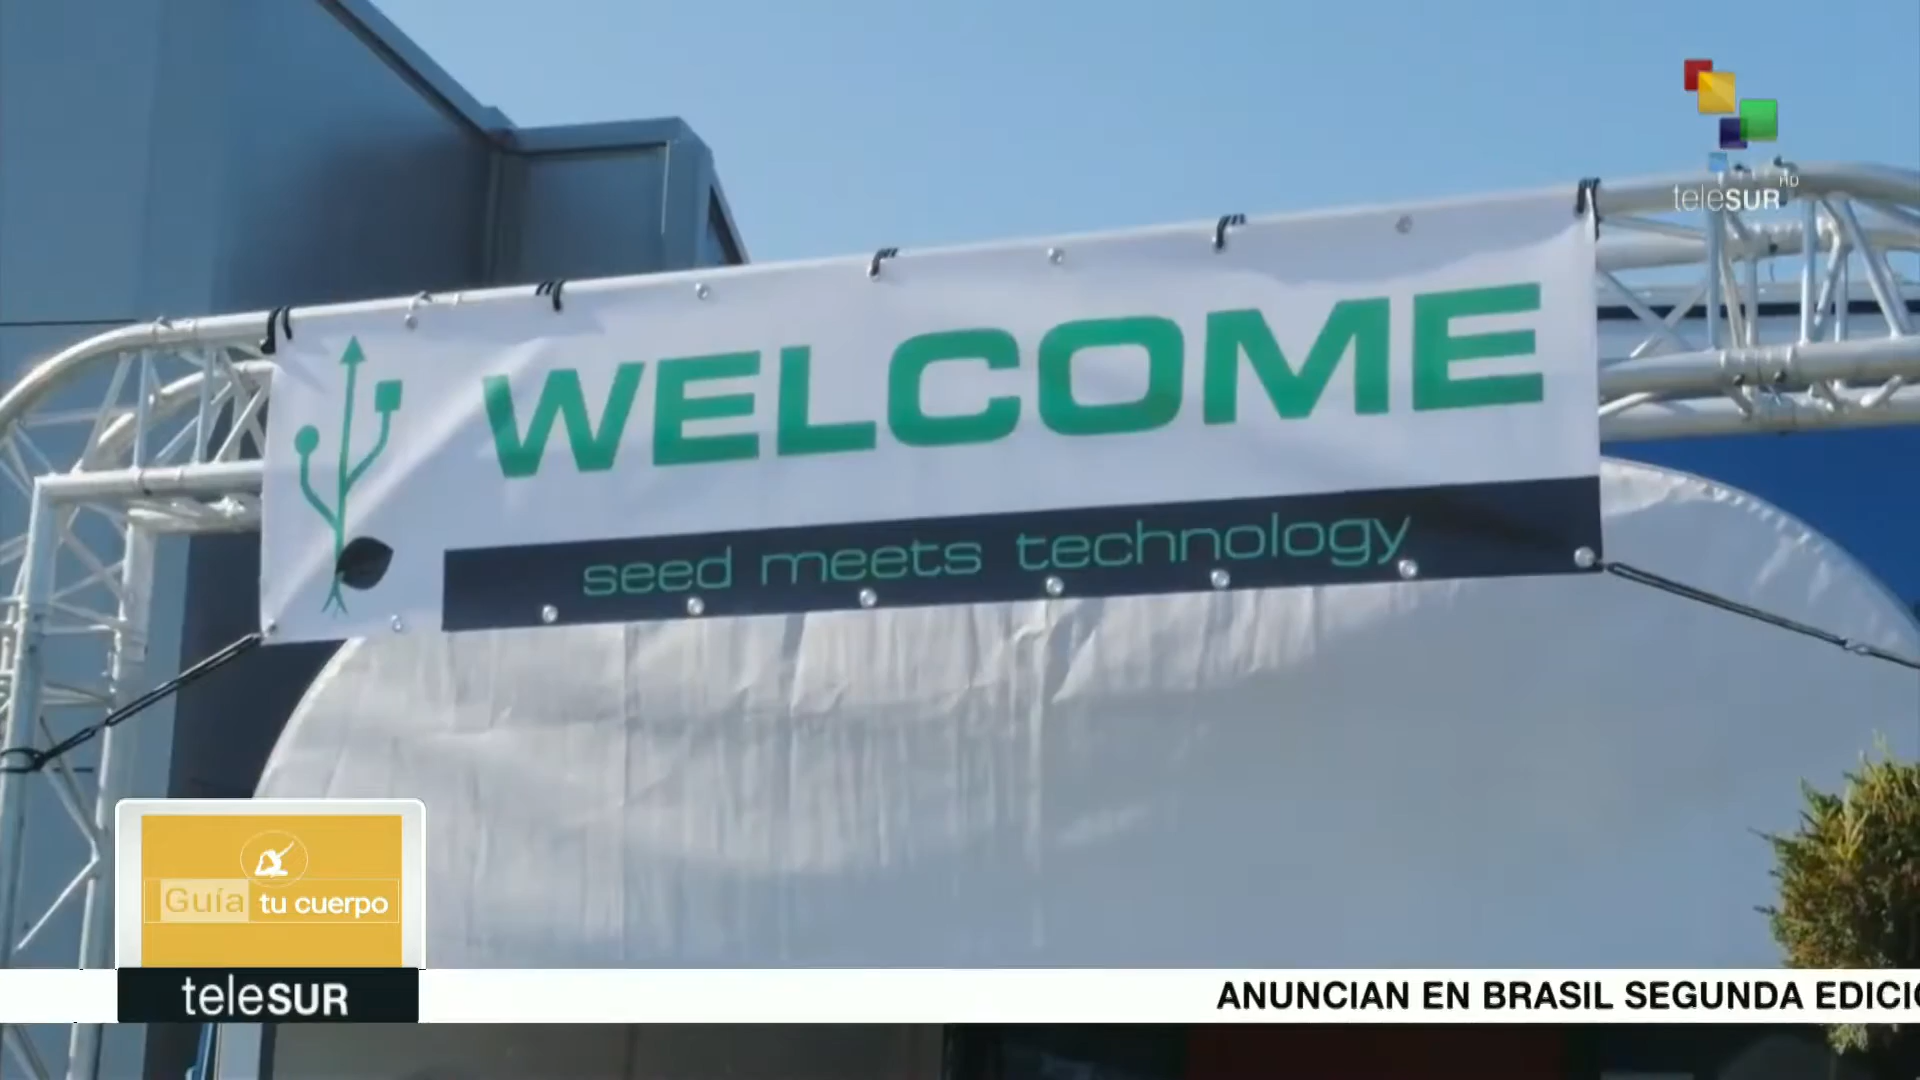 HD
teleSUR
WELCOME
seed meets technology
Guía tu cuerpo
teleSUR
ANUNCIAN EN BRASIL SEGUNDA EDICI